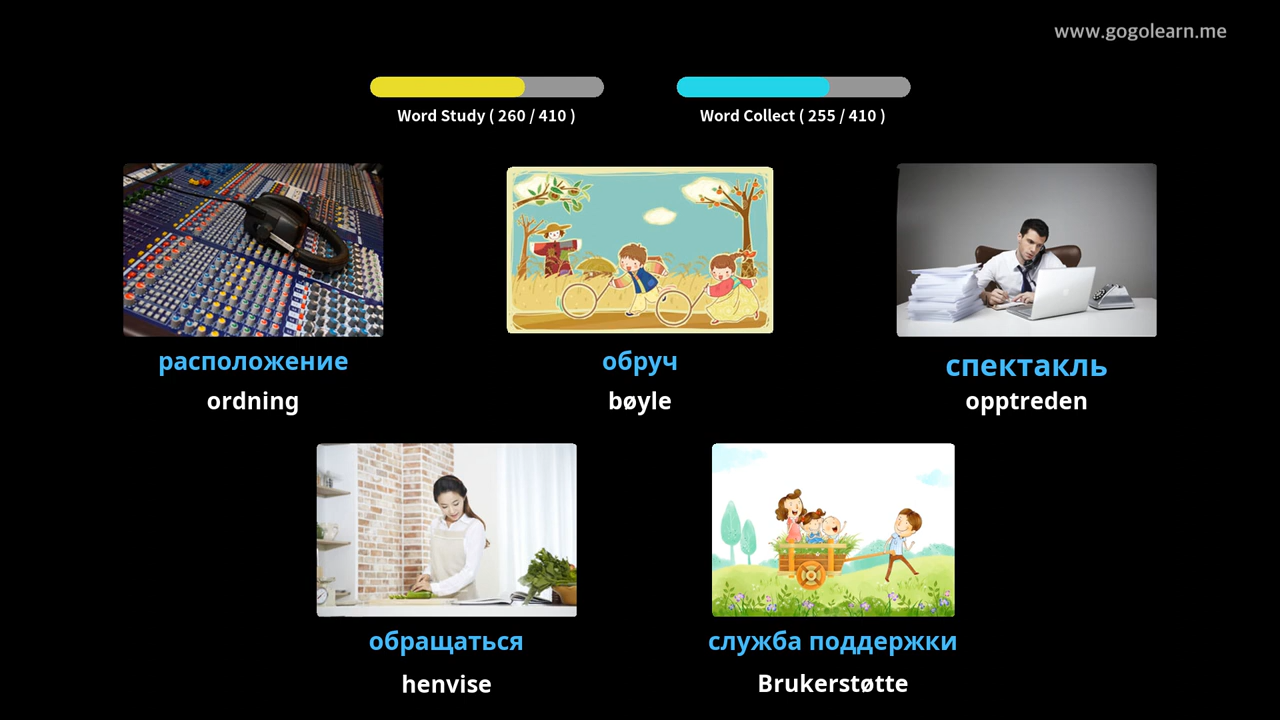 www.gogolearn.me
Word Study ( 260 / 410 )
Word Collect ( 255 / 410 )
расположение
ordning
обруч
bøyle
спектакль
opptreden
обращаться
henvise
служба поддержки
Brukerstøtte